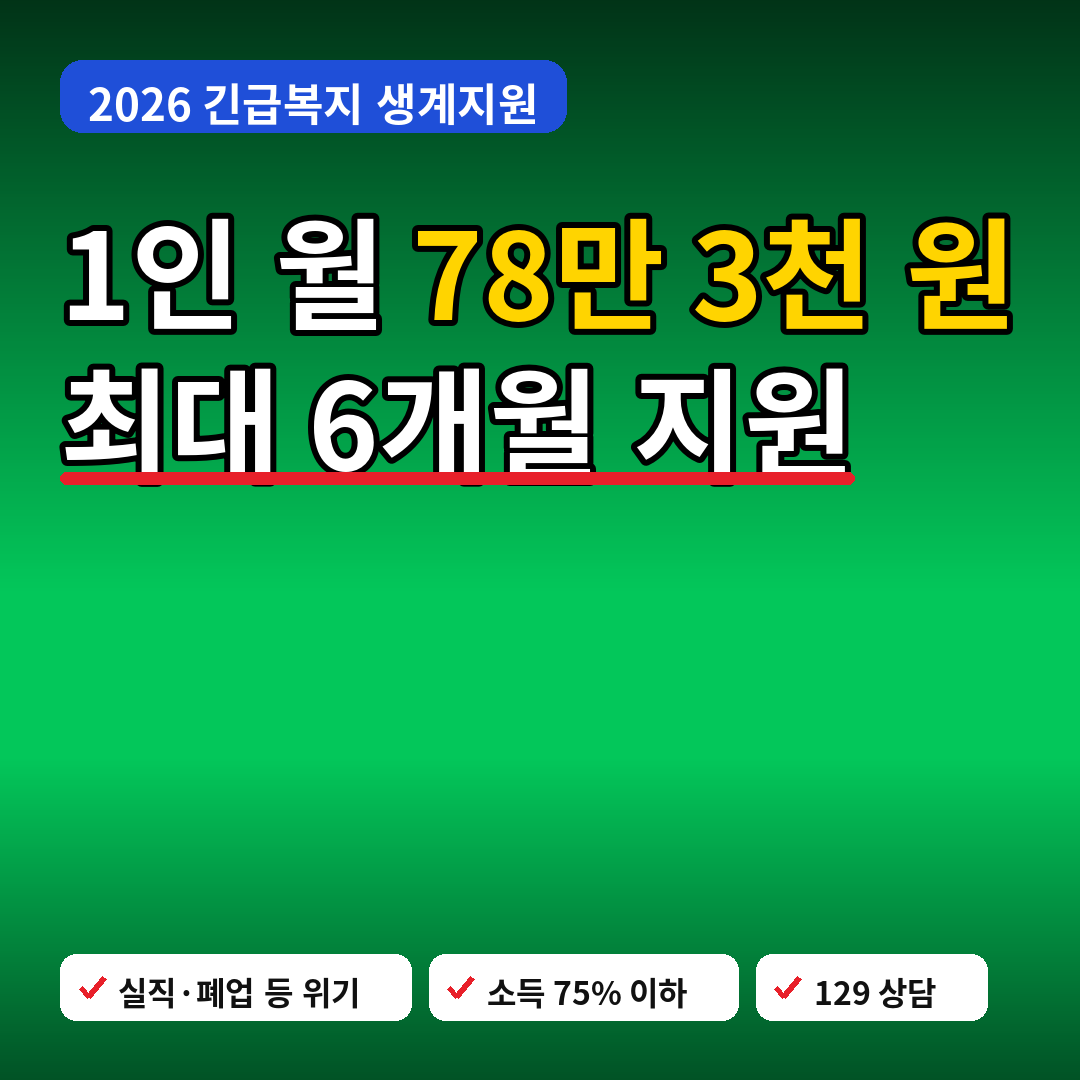 2026 긴급복지 생계지원
1인 월 78만 3천 원
최대 6개월 지원
실직·폐업 등 위기
소득 75% 이하
129 상담